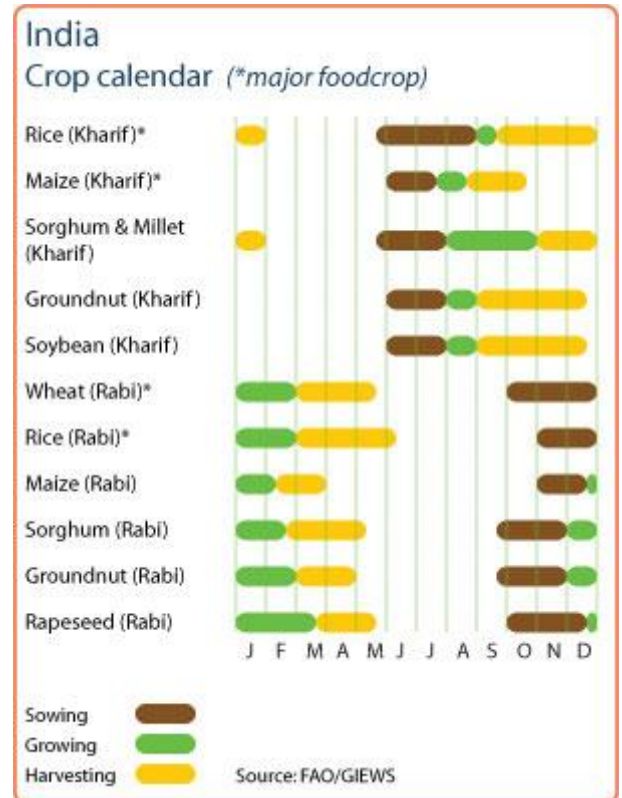 India
Crop calendar (*major foodcrop)
Rice (Kharif)*
Maize (Kharif)*
Sorghum & Millet
(Kharif)
Groundnut (Kharif)
Soybean (Kharif)
Wheat (Rabi)*
Rice (Rabi)*
Maize (Rabi)
Sorghum (Rabi)
Groundnut (Rabi)
Rapeseed (Rabi)
J F M A M J J A S O N D
Sowing
Growing
Harvesting
Source: FAO/GIEWS